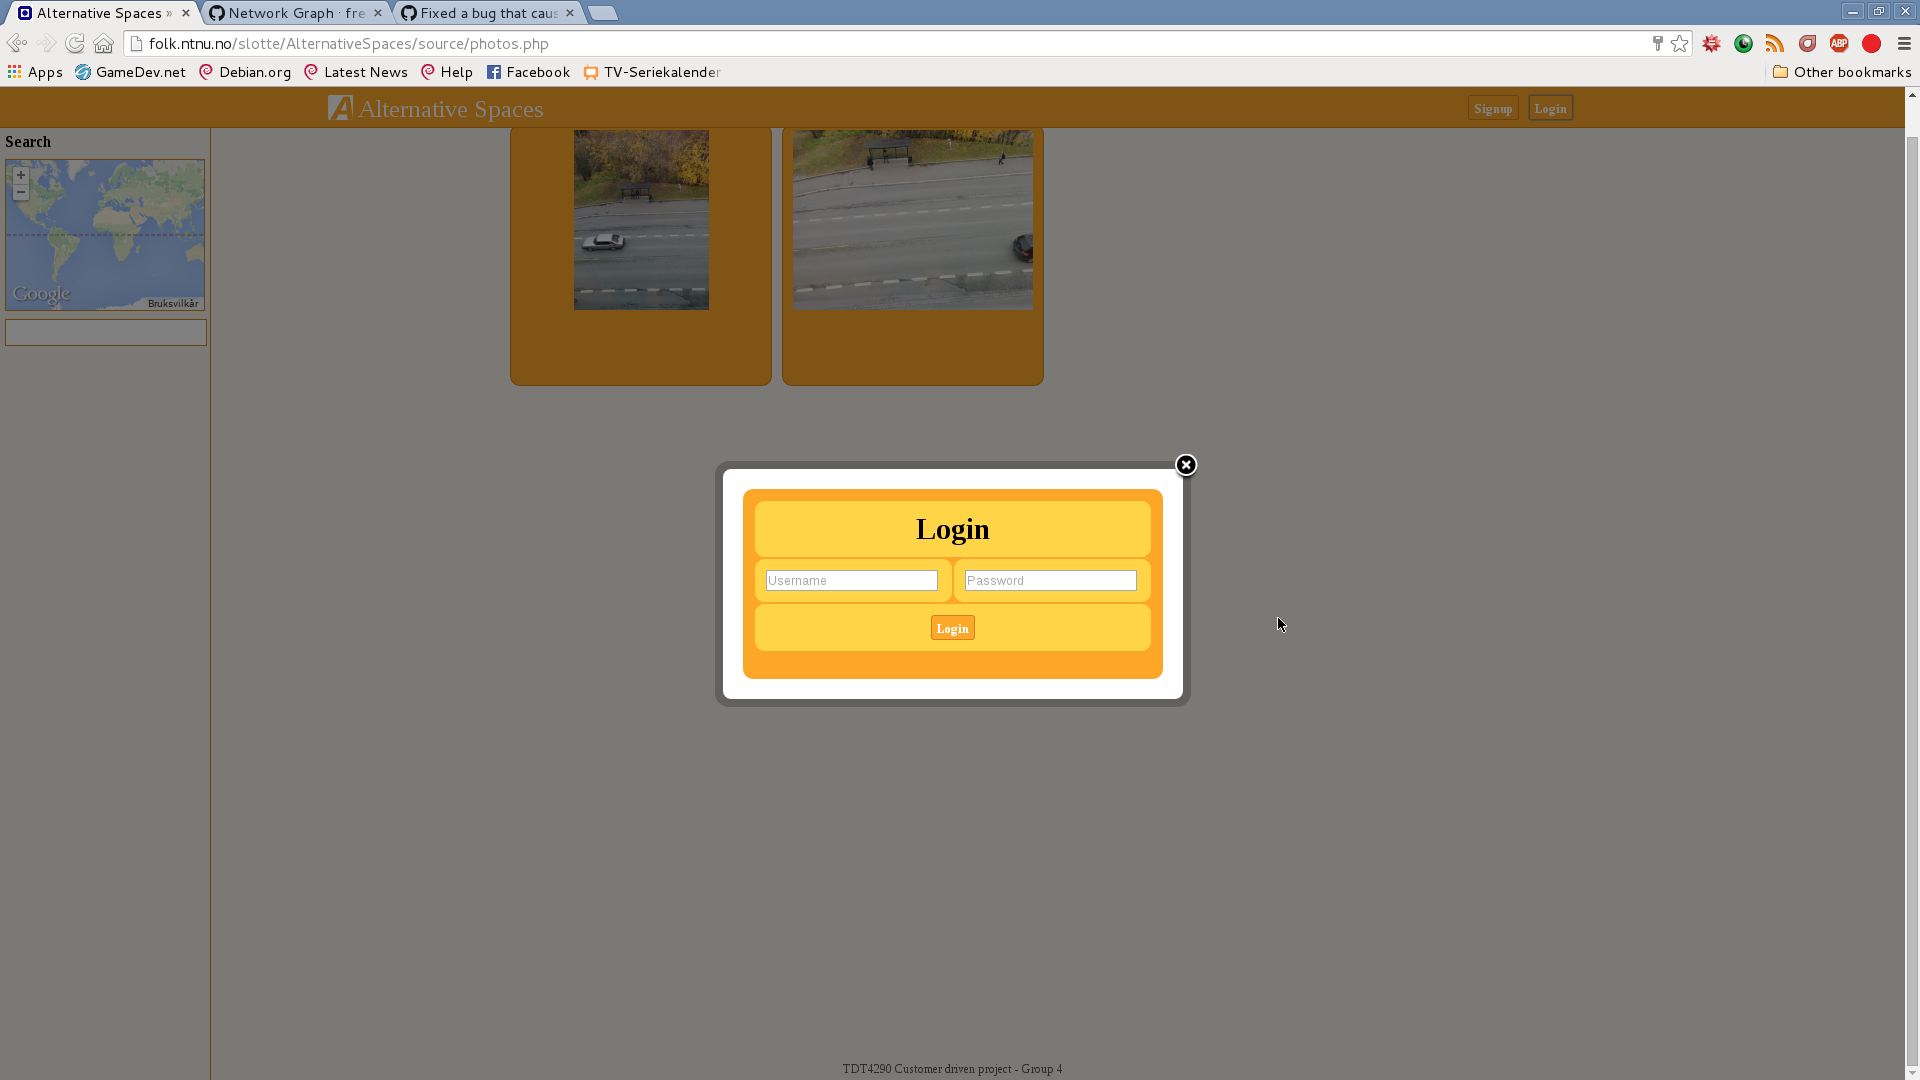 Alternative Spaces »
Network Graph · fre
Fixed a bug that caus
folk.ntnu.no/slotte/AlternativeSpaces/source/photos.php
ABP
Apps
GameDev.net
Debian.org
Latest News
Help
Facebook
TV-Seriekalender
Other bookmarks
Alternative Spaces
Signup
Login
Search
+
−
Google
Bruksvilkår
Login
Username
Password
Login
TDT4290 Customer driven project - Group 4